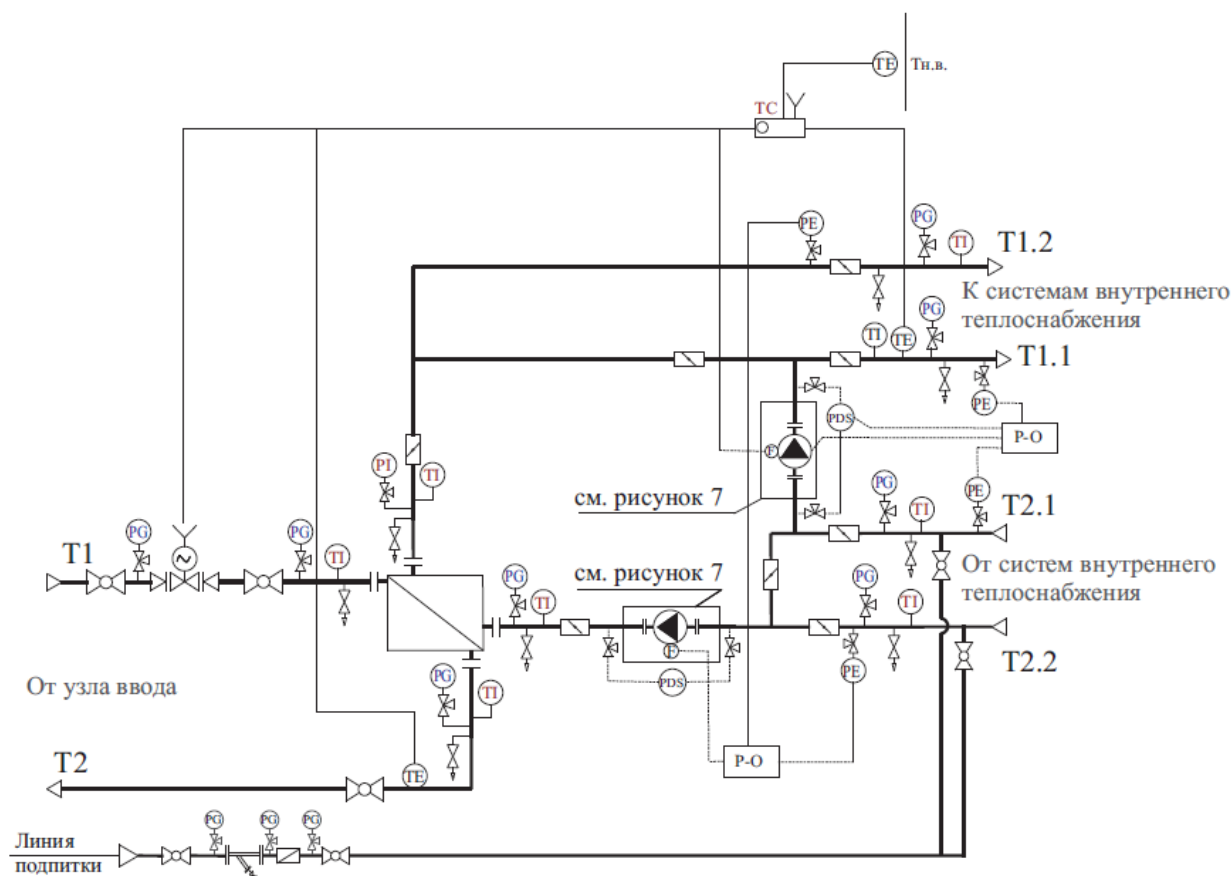 TE
Тн.в.
TC
PE
PG
TI
T1.2
К системам внутреннего
теплоснабжения
PG
TI
TE
T1.1
PE
PDS
P-O
F
PI
TI
см. рисунок 7
PG
TI
PE
T2.1
PG
PG
TI
T1
От систем внутреннего
теплоснабжения
см. рисунок 7
PG
TI
F
PDS
PG
TI
PE
T2.2
От узла ввода
PG
TI
P-O
T2
TE
PG
PG
PG
Линия
подпитки